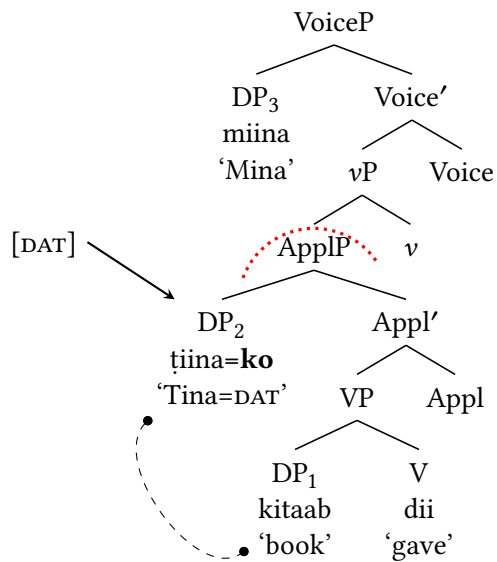 VoiceP
DP₃ Voice′
miina
‘Mina’ vP Voice
[DAT] ApplP v
DP₂ Appl′
ṭiina=ko
‘Tina=DAT’ VP Appl
DP₁ V
kitaab dii
‘book’ ‘gave’